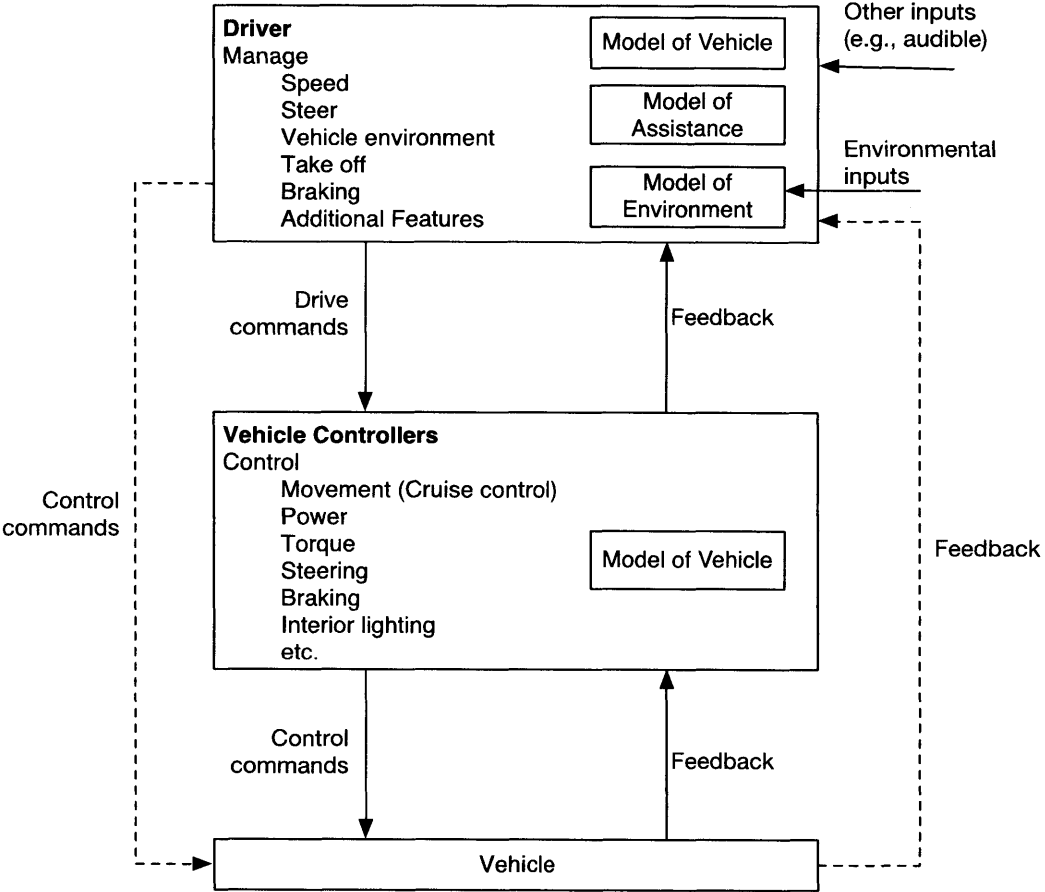 Driver
Manage
Speed
Steer
Vehicle environment
Take off
Braking
Additional Features
Model of Vehicle
Model of
Assistance
Model of
Environment
Other inputs
(e.g., audible)
Environmental
inputs
Drive
commands
Feedback
Vehicle Controllers
Control
Movement (Cruise control)
Power
Torque
Steering
Braking
Interior lighting
etc.
Model of Vehicle
Control
commands
Feedback
Control
commands
Feedback
Vehicle